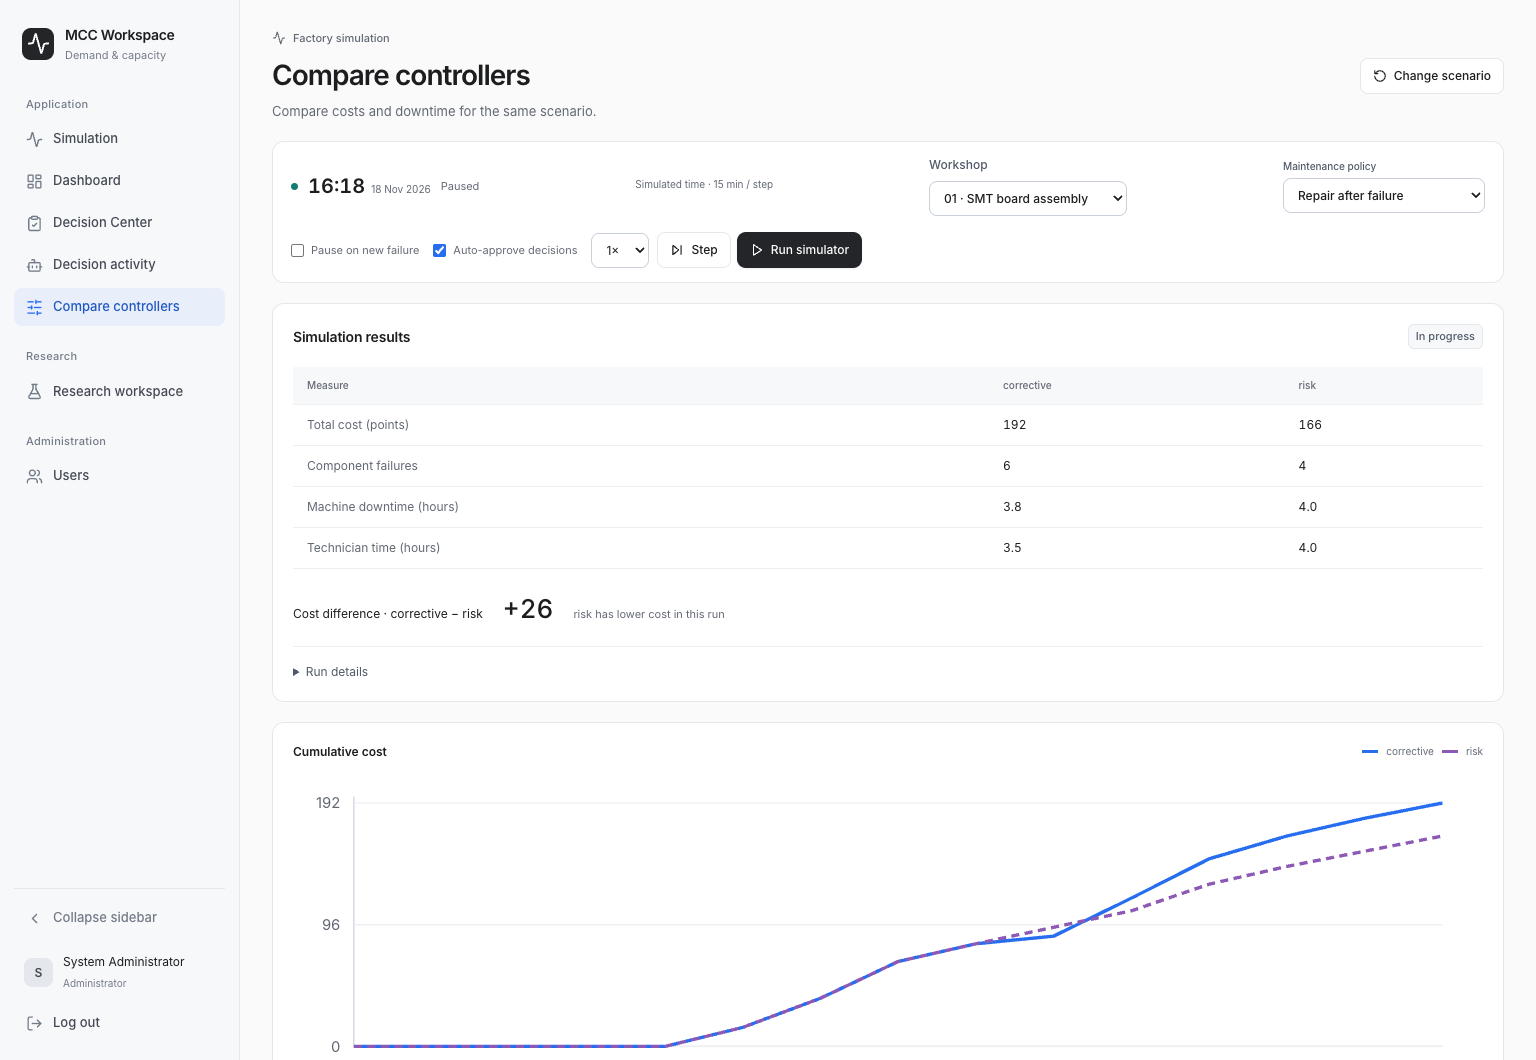 MCC Workspace
Demand & capacity
Application
Simulation
Dashboard
Decision Center
Decision activity
Compare controllers
Research
Research workspace
Administration
Users
Collapse sidebar
S
System Administrator
Administrator
Log out
Factory simulation
Compare controllers
Compare costs and downtime for the same scenario.
Change scenario
16:18 18 Nov 2026 Paused
Simulated time · 15 min / step
Workshop
01 · SMT board assembly
Maintenance policy
Repair after failure
Pause on new failure Auto-approve decisions 1× Step Run simulator
Simulation results
In progress
Measure corrective risk
Total cost (points) 192 166
Component failures 6 4
Machine downtime (hours) 3.8 4.0
Technician time (hours) 3.5 4.0
Cost difference · corrective − risk +26 risk has lower cost in this run
Run details
Cumulative cost
corrective risk
192
96
0